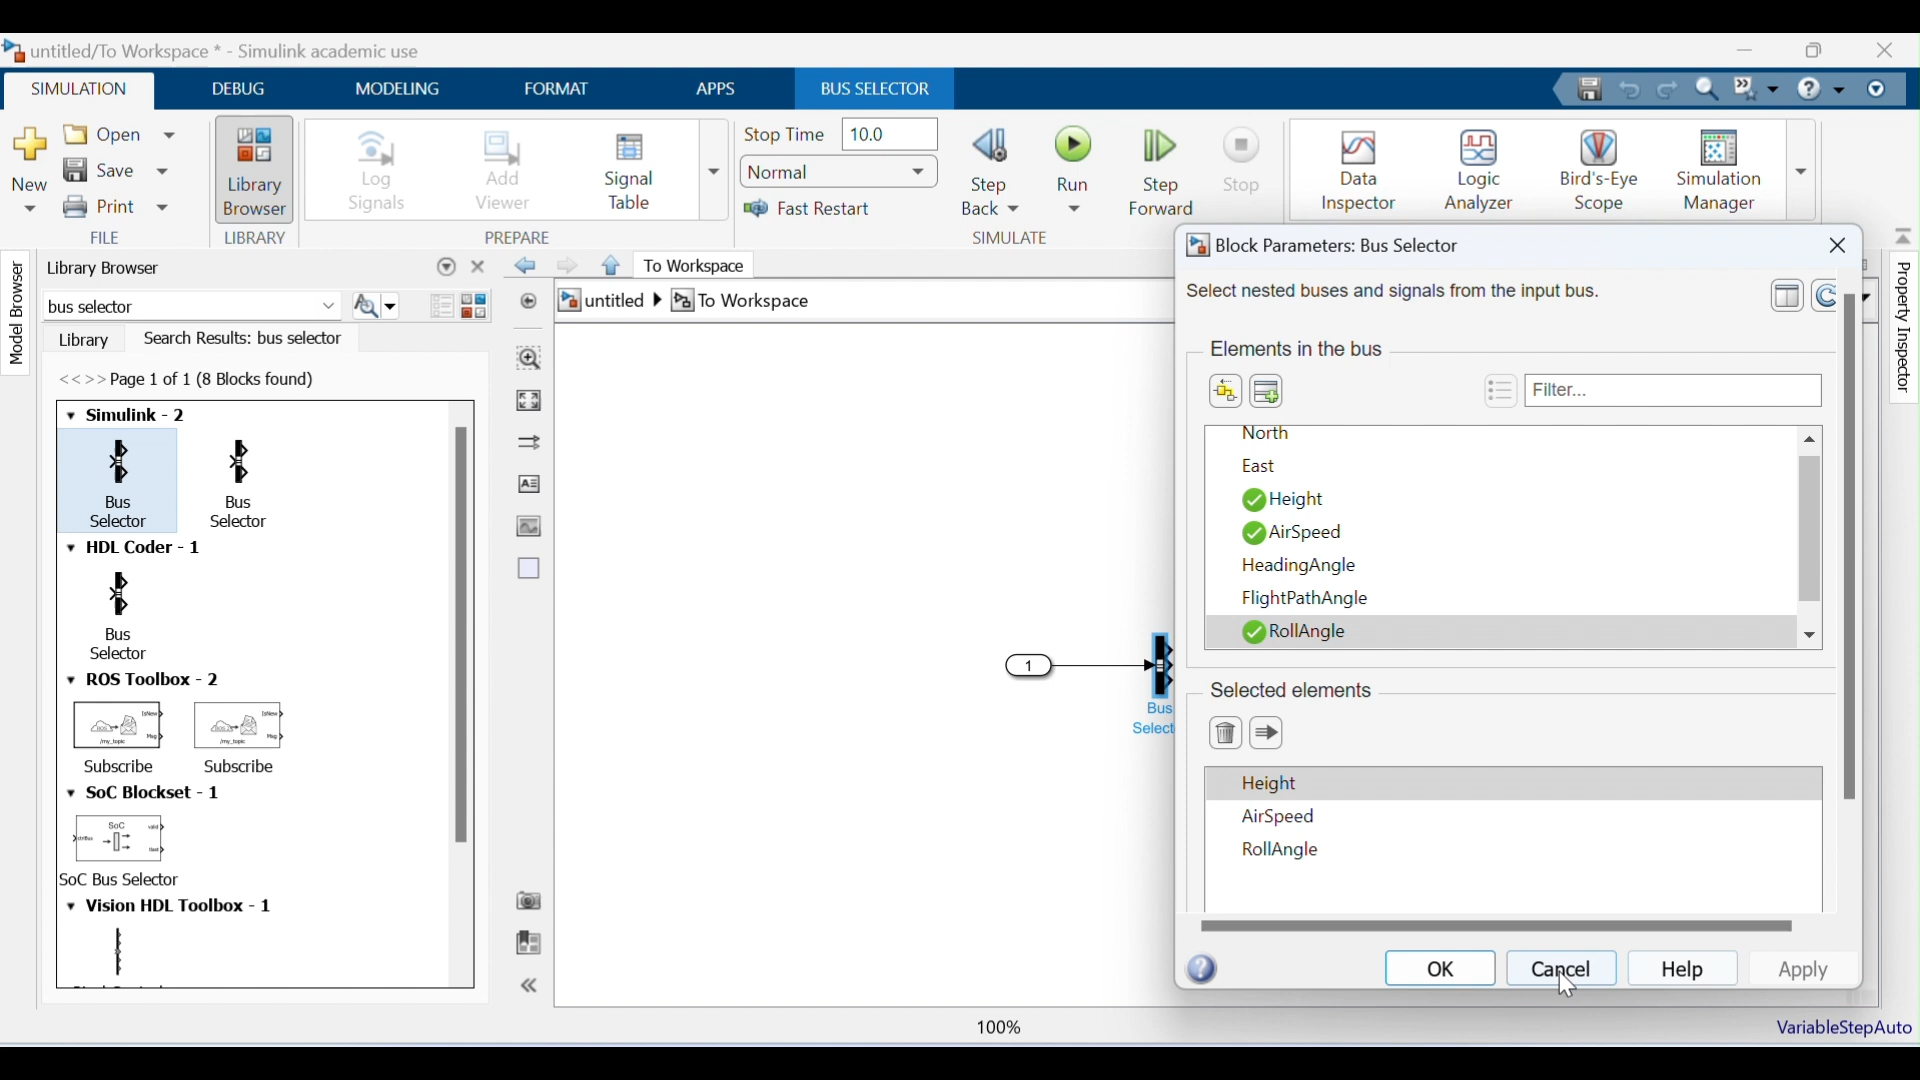 untitled/To Workspace * - Simulink academic use
SIMULATION DEBUG MODELING FORMAT APPS BUS SELECTOR
New
Open
Save
Print
FILE
Library
Browser
LIBRARY
Log
Signals
Add
Viewer
Signal
Table
PREPARE
Stop Time 10.0
Normal
Fast Restart
Step
Back
Run
Step
Forward
Stop
SIMULATE
Data
Inspector
Logic
Analyzer
Bird's-Eye
Scope
Simulation
Manager
Model Browser
Library Browser
bus selector
Library Search Results: bus selector
<< >> Page 1 of 1 (8 Blocks found)
Simulink - 2
Bus
Selector
Bus
Selector
HDL Coder - 1
Bus
Selector
ROS Toolbox - 2
/my_topic IsNew Msg
/my_topic IsNew Msg
Subscribe Subscribe
SoC Blockset - 1
SoC
SoC Bus Selector
Vision HDL Toolbox - 1
To Workspace
untitled To Workspace
1
Bus
Select
Block Parameters: Bus Selector
Select nested buses and signals from the input bus.
Elements in the bus
Filter...
North
East
Height
AirSpeed
HeadingAngle
FlightPathAngle
RollAngle
Selected elements
Height
AirSpeed
RollAngle
OK Cancel Help Apply
Property Inspector
100%
VariableStepAuto